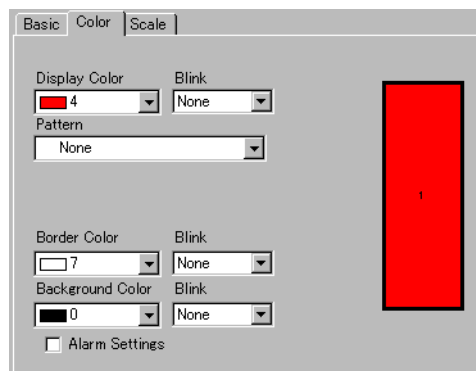 Basic Color Scale
Display Color Blink
4 None
Pattern
None
1
Border Color Blink
7 None
Background Color Blink
0 None
Alarm Settings